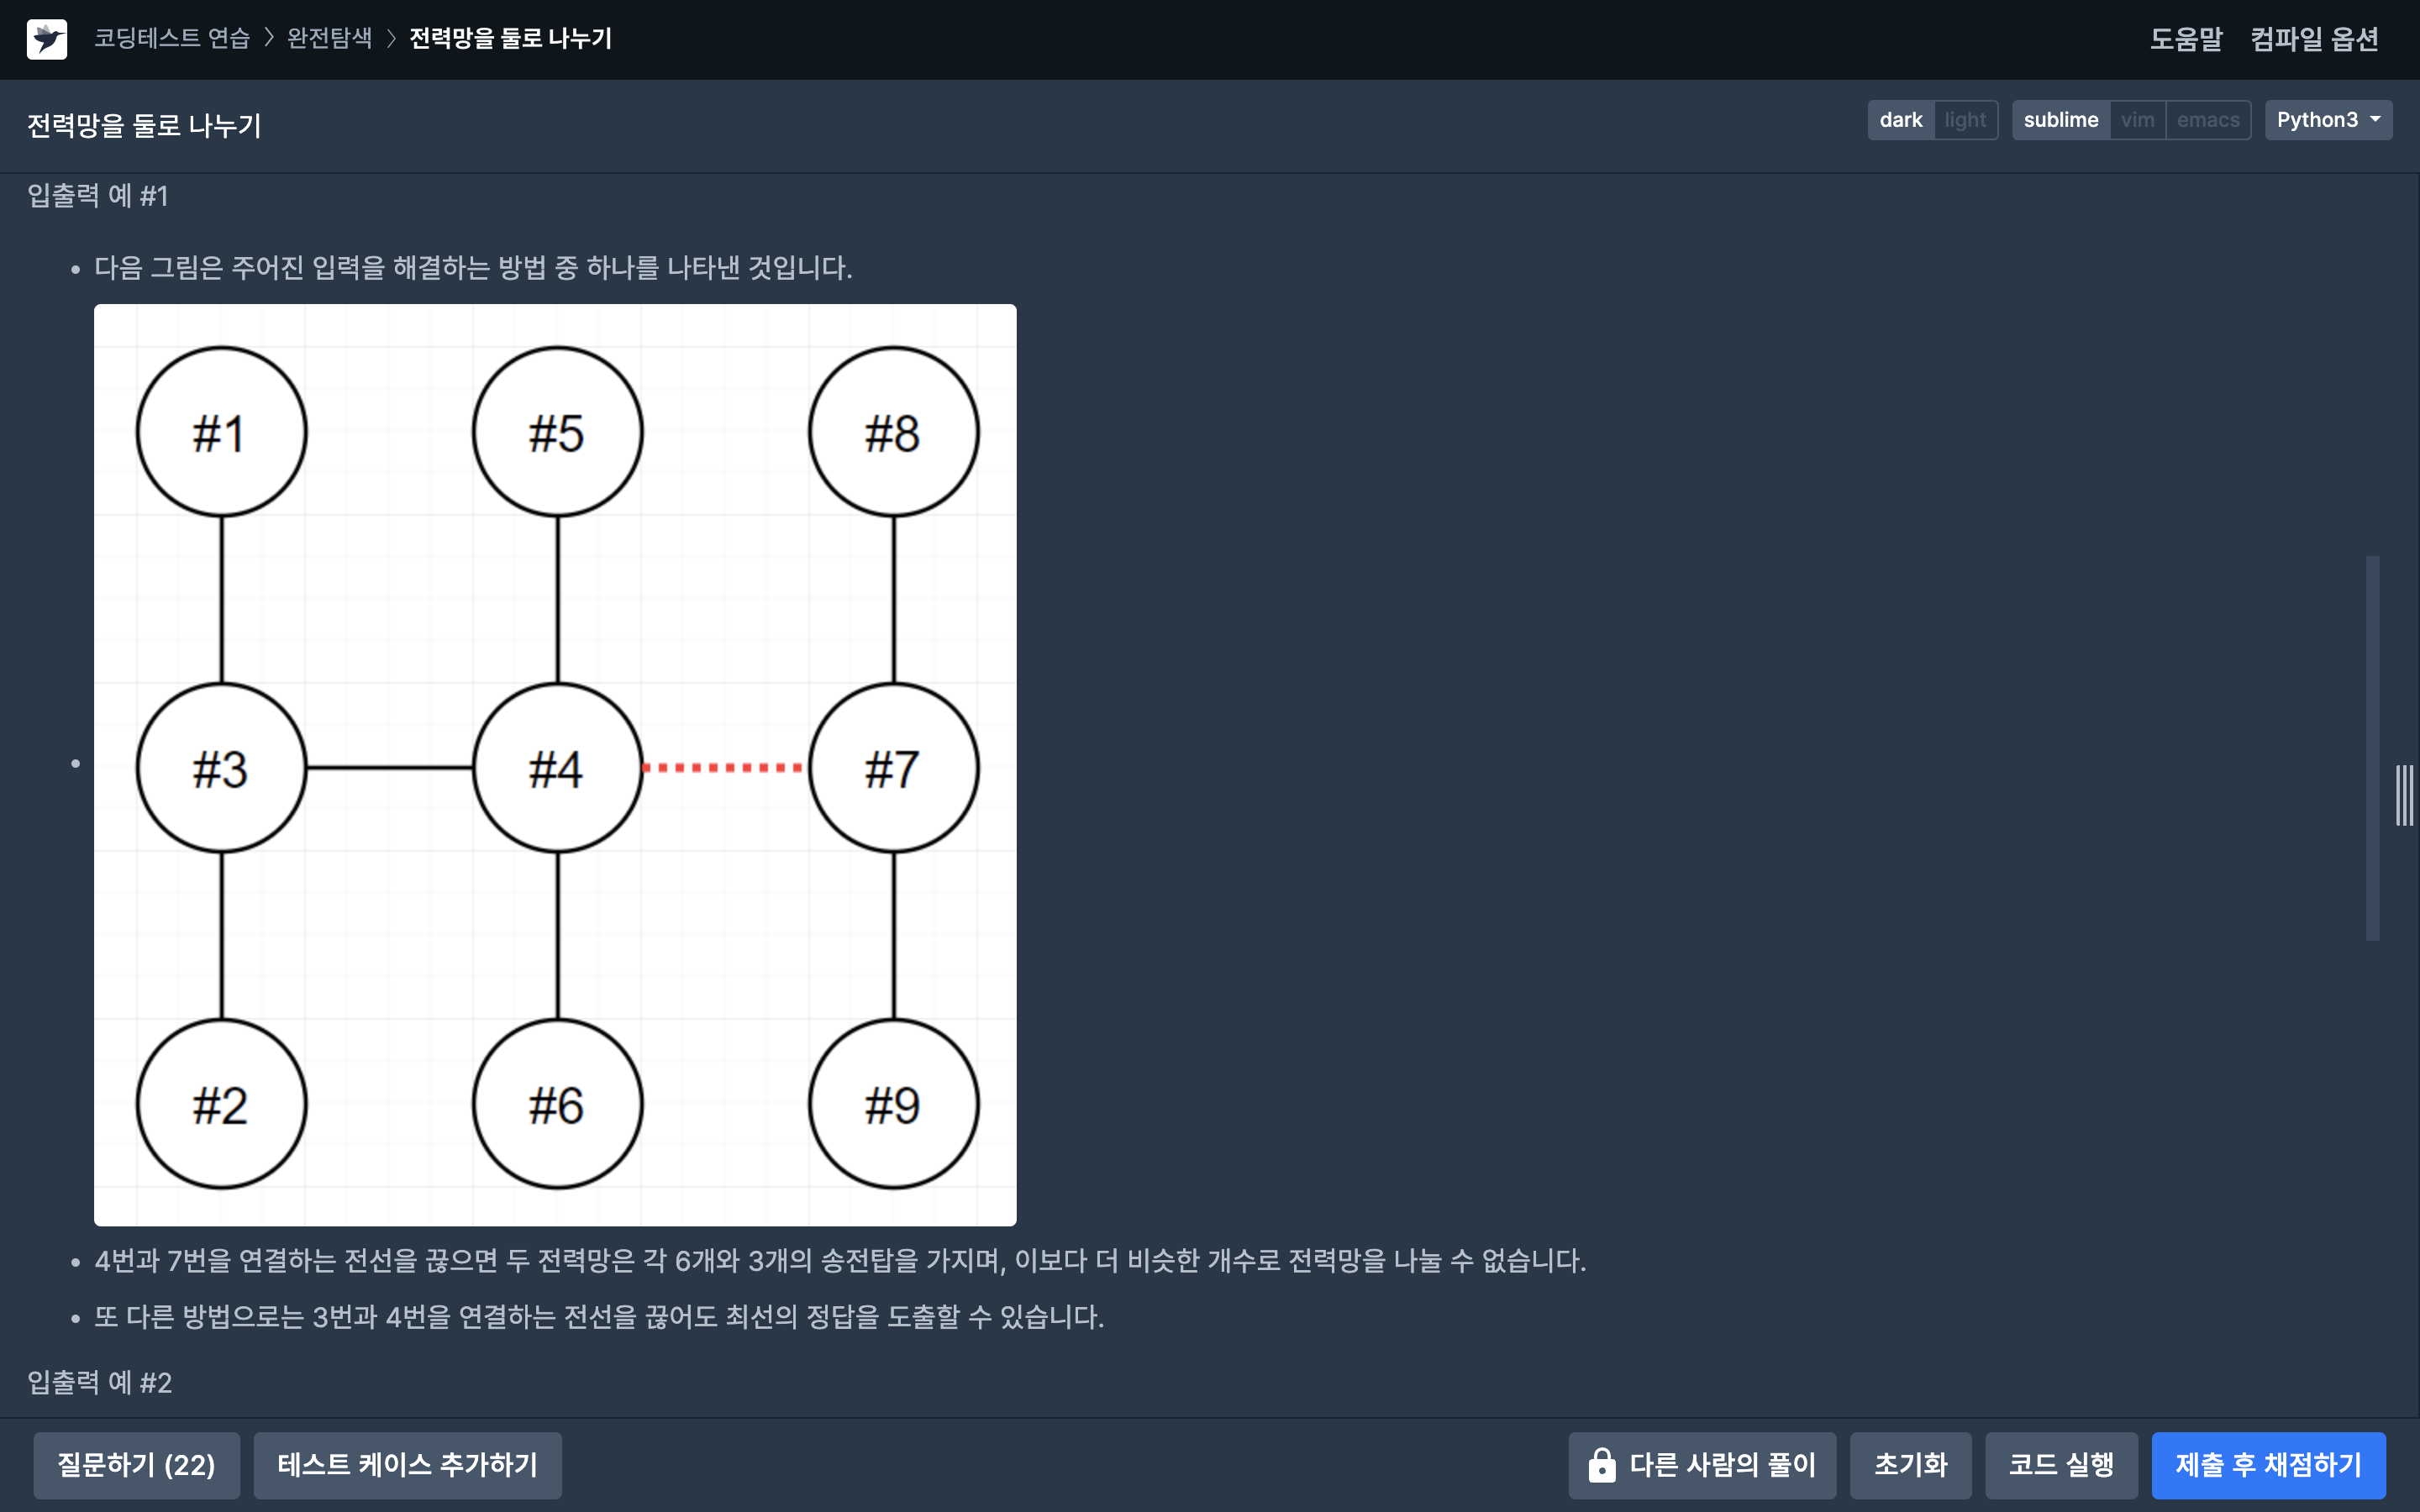 코딩테스트 연습 > 완전탐색 > 전력망을 둘로 나누기
도움말 컴파일 옵션
전력망을 둘로 나누기
dark light sublime vim emacs Python3
입출력 예 #1
다음 그림은 주어진 입력을 해결하는 방법 중 하나를 나타낸 것입니다.
#1 #5 #8
#3 #4 #7
#2 #6 #9
4번과 7번을 연결하는 전선을 끊으면 두 전력망은 각 6개와 3개의 송전탑을 가지며, 이보다 더 비슷한 개수로 전력망을 나눌 수 없습니다.
또 다른 방법으로는 3번과 4번을 연결하는 전선을 끊어도 최선의 정답을 도출할 수 있습니다.
입출력 예 #2
질문하기 (22) 테스트 케이스 추가하기 다른 사람의 풀이 초기화 코드 실행 제출 후 채점하기